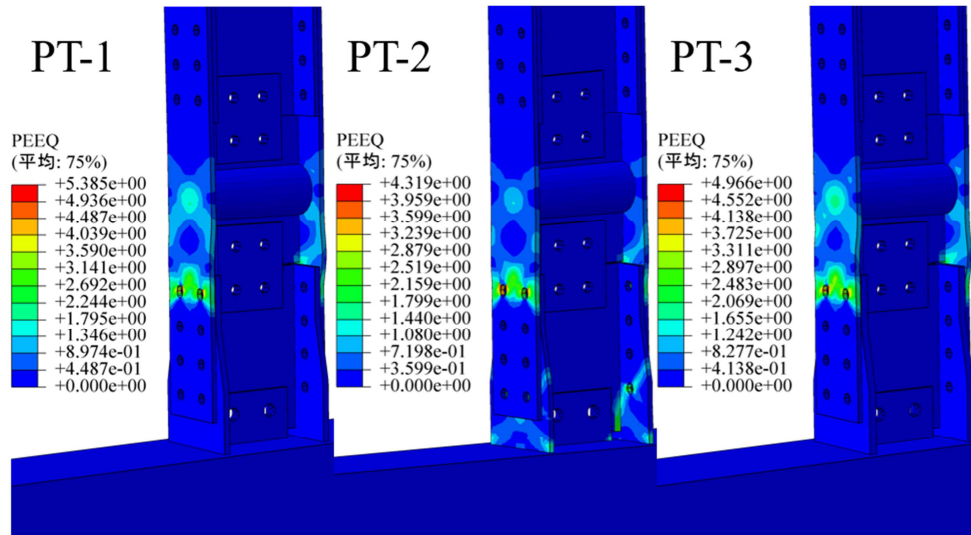 PT-1
PEEQ
(平均: 75%)
+5.385e+00
+4.936e+00
+4.487e+00
+4.039e+00
+3.590e+00
+3.141e+00
+2.692e+00
+2.244e+00
+1.795e+00
+1.346e+00
+8.974e-01
+4.487e-01
+0.000e+00
PT-2
PEEQ
(平均: 75%)
+4.319e+00
+3.959e+00
+3.599e+00
+3.239e+00
+2.879e+00
+2.519e+00
+2.159e+00
+1.799e+00
+1.440e+00
+1.080e+00
+7.198e-01
+3.599e-01
+0.000e+00
PT-3
PEEQ
(平均: 75%)
+4.966e+00
+4.552e+00
+4.138e+00
+3.725e+00
+3.311e+00
+2.897e+00
+2.483e+00
+2.069e+00
+1.655e+00
+1.242e+00
+8.277e-01
+4.138e-01
+0.000e+00